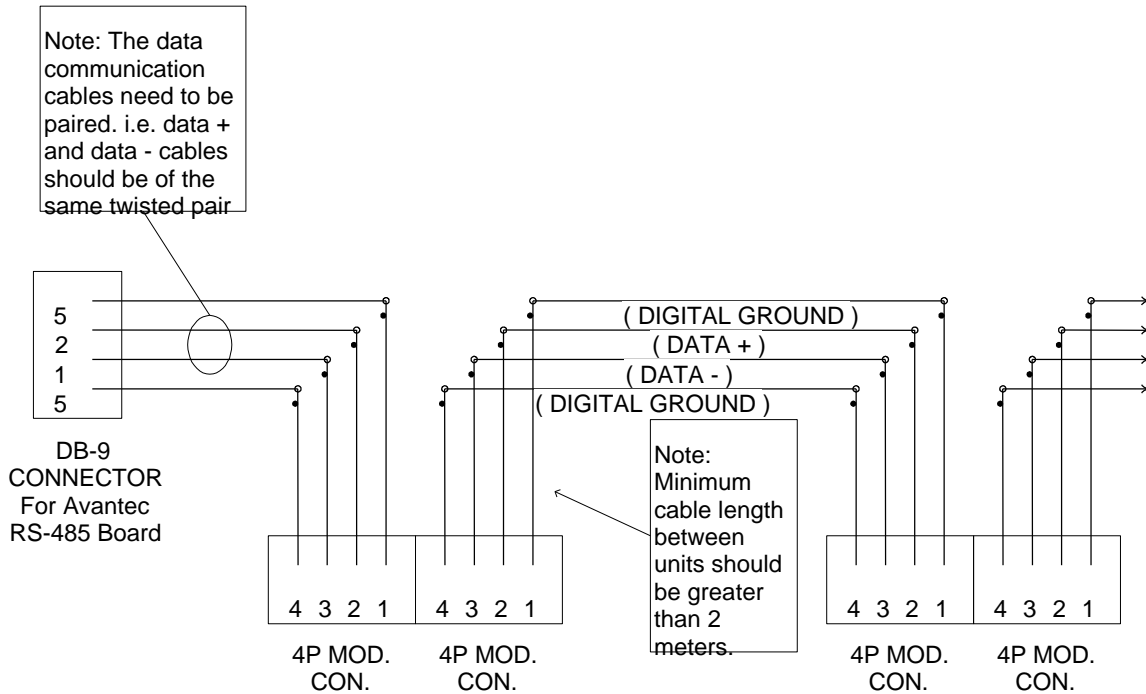 Note: The data
communication
cables need to be
paired. i.e. data +
and data - cables
should be of the
same twisted pair
5
2
1
5
( DIGITAL GROUND )
( DATA + )
( DATA - )
( DIGITAL GROUND )
DB-9
CONNECTOR
For Avantec
RS-485 Board
Note:
Minimum
cable length
between
units should
be greater
than 2
meters.
4 3 2 1
4 3 2 1
4 3 2 1
4 3 2 1
4P MOD.
CON.
4P MOD.
CON.
4P MOD.
CON.
4P MOD.
CON.